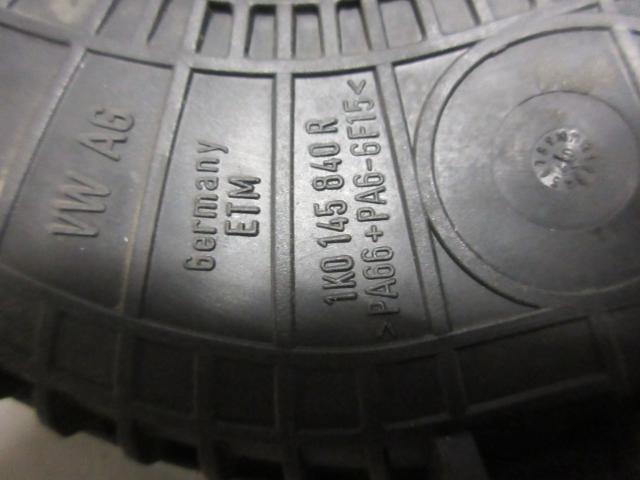 VW AG
Germany
ETM
1K0 145 840 R
>PA66+PA6-GF15<